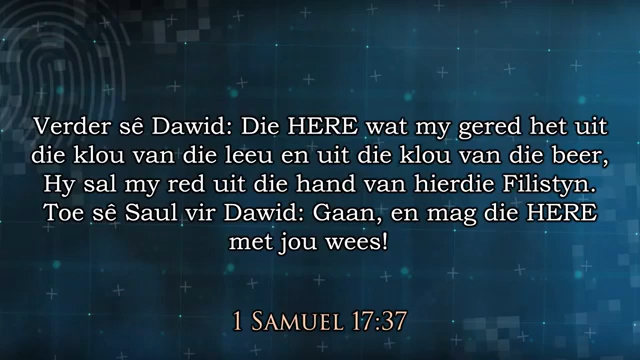 Verder sê Dawid: Die HERE wat my gered het uit
die klou van die leeu en uit die klou van die beer,
Hy sal my red uit die hand van hierdie Filistyn.
Toe sê Saul vir Dawid: Gaan, en mag die HERE
met jou wees!
1 Samuel 17:37